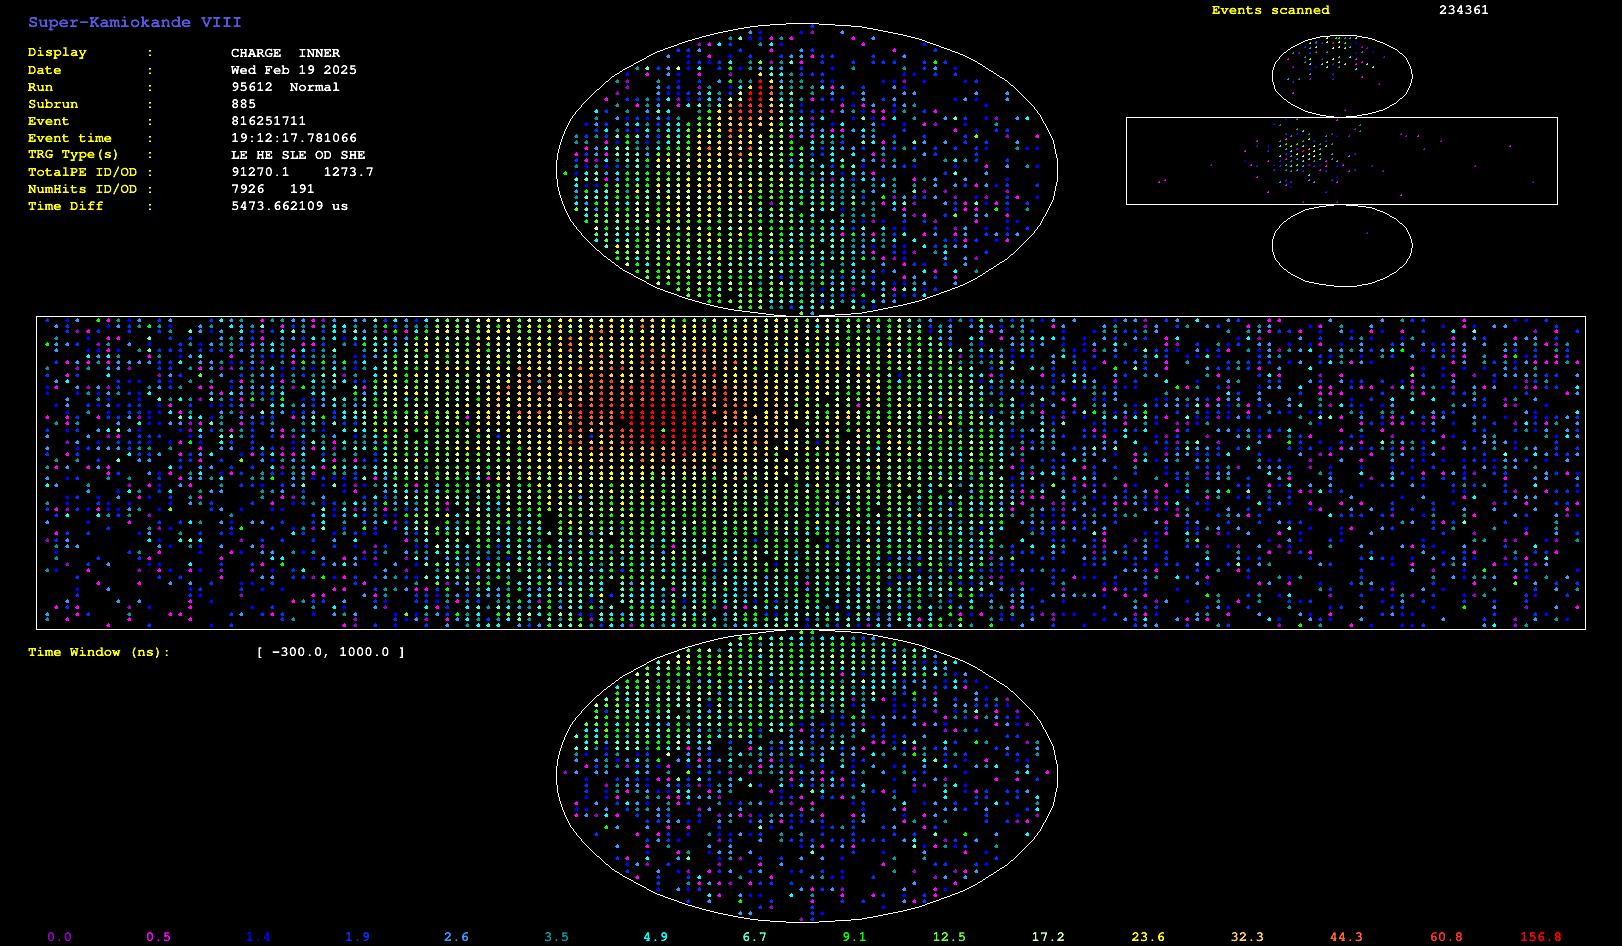 Super-Kamiokande VIII
Events scanned 234361
Display : CHARGE INNER
Date : Wed Feb 19 2025
Run : 95612 Normal
Subrun : 885
Event : 816251711
Event time : 19:12:17.781066
TRG Type(s) : LE HE SLE OD SHE
TotalPE ID/OD : 91270.1 1273.7
NumHits ID/OD : 7926 191
Time Diff : 5473.662109 us
Time Window (ns): [ -300.0, 1000.0 ]
0.0 0.5 1.4 1.9 2.6 3.5 4.9 6.7 9.1 12.5 17.2 23.6 32.3 44.3 60.8 156.8